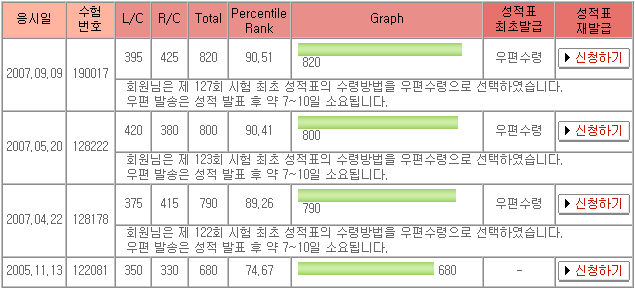 응시일 수험번호 L/C R/C Total Percentile Rank Graph 성적표 최초발급 성적표 재발급
2007,09,09 190017 395 425 820 90,51 820 우편수령 신청하기
회원님은 제 127회 시험 최초 성적표의 수령방법을 우편수령으로 선택하였습니다.
우편 발송은 성적 발표 후 약 7~10일 소요됩니다.
2007,05,20 128222 420 380 800 90,41 800 우편수령 신청하기
회원님은 제 123회 시험 최초 성적표의 수령방법을 우편수령으로 선택하였습니다.
우편 발송은 성적 발표 후 약 7~10일 소요됩니다.
2007,04,22 128178 375 415 790 89,26 790 우편수령 신청하기
회원님은 제 122회 시험 최초 성적표의 수령방법을 우편수령으로 선택하였습니다.
우편 발송은 성적 발표 후 약 7~10일 소요됩니다.
2005,11,13 122081 350 330 680 74,67 680 - 신청하기